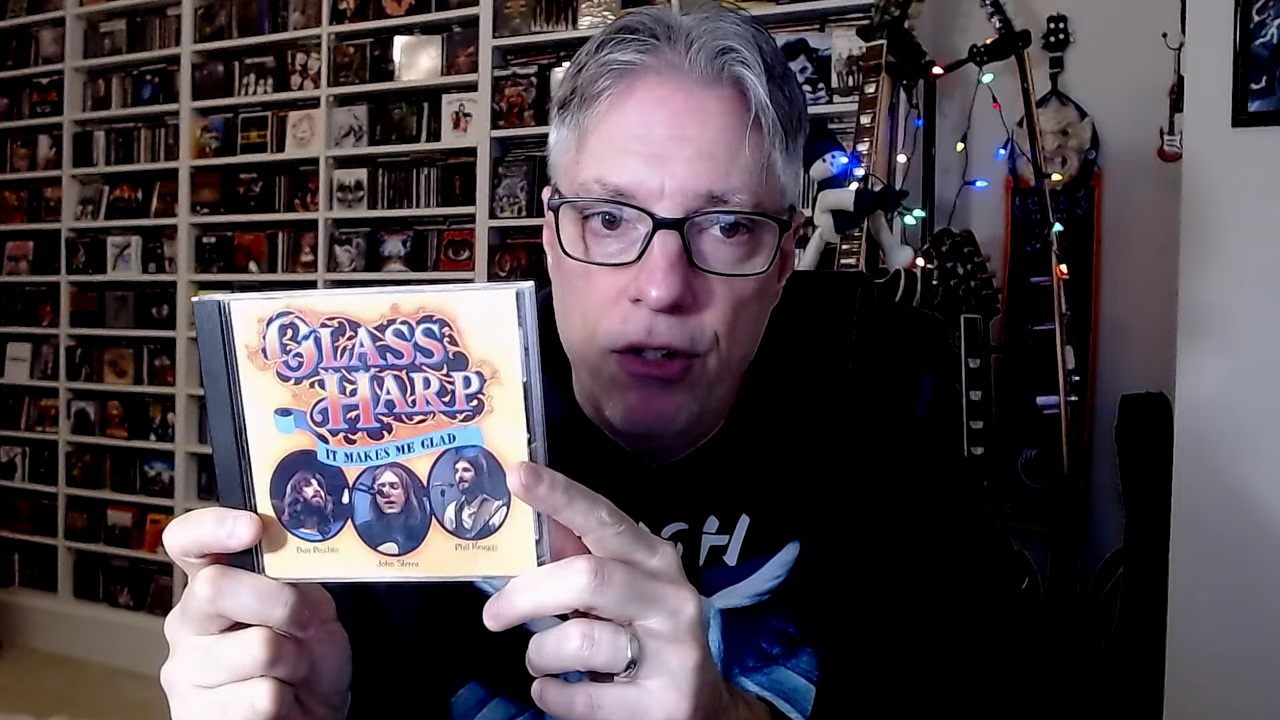 GLASS
HARP
IT MAKES ME GLAD
Dan Pecchio
John Sferra
Phil Keaggy